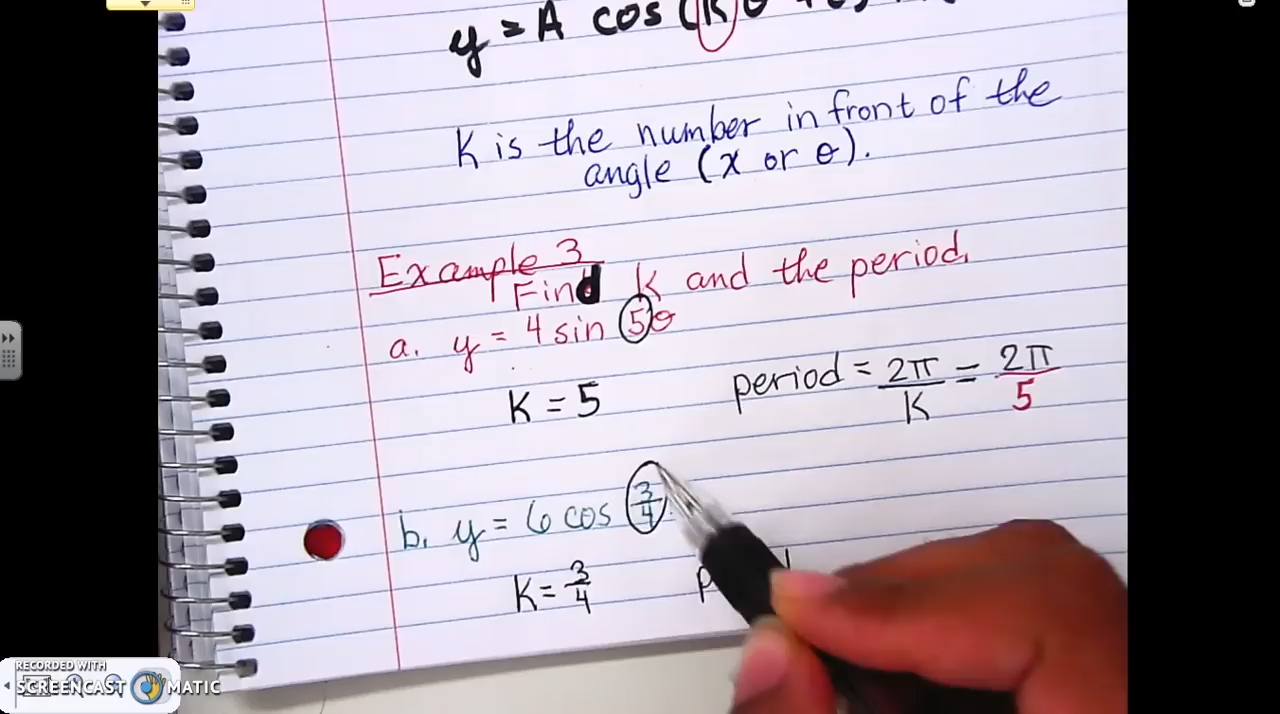 y = A cos (k θ
K is the number in front of the
angle (x or θ).
Example 3
Find K and the period.
a. y = 4 sin 5θ
K = 5
period = 2π/K = 2π/5
b. y = 6 cos 3/4
K = 3/4
RECORDED WITH
SCREENCAST MATIC